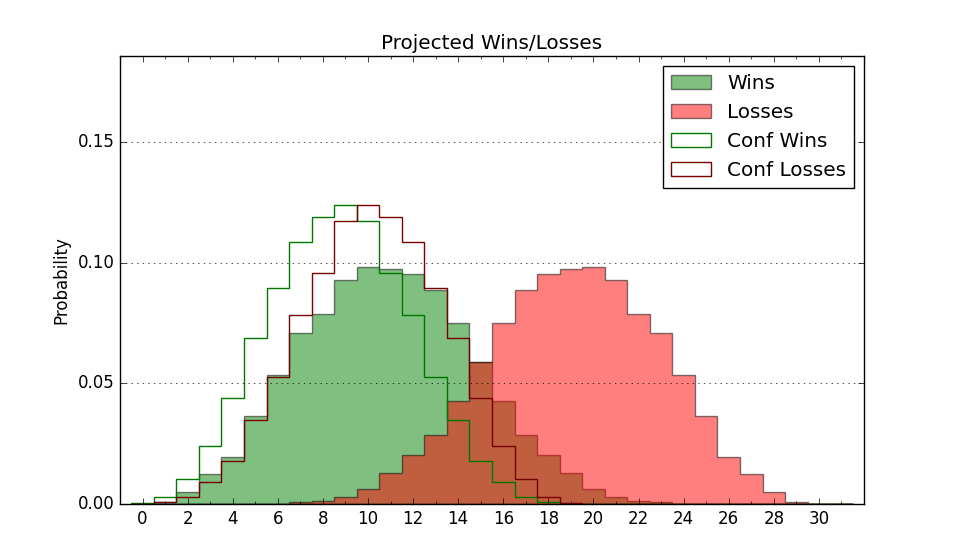 Projected Wins/Losses
Wins
Losses
Conf Wins
Conf Losses
Probability
0.15
0.10
0.05
0.00
0 2 4 6 8 10 12 14 16 18 20 22 24 26 28 30